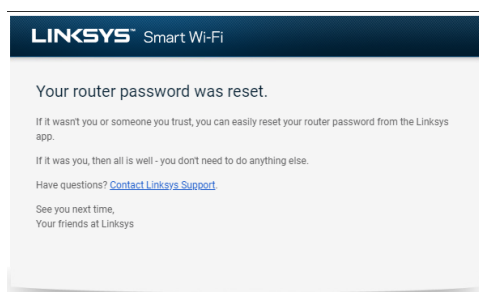 LINKSYS™ Smart Wi-Fi
Your router password was reset.
If it wasn't you or someone you trust, you can easily reset your router password from the Linksys
app.
If it was you, then all is well - you don't need to do anything else.
Have questions? Contact Linksys Support.
See you next time,
Your friends at Linksys